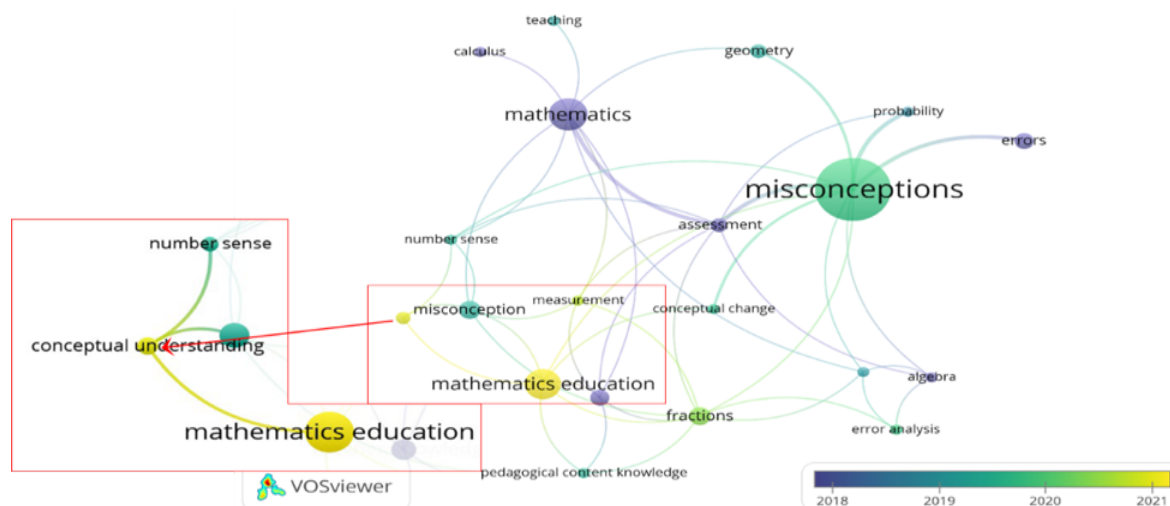 teaching
calculus
geometry
mathematics
probability
errors
misconceptions
assessment
number sense
number sense
measurement
misconception
conceptual change
conceptual understanding
mathematics education
algebra
fractions
error analysis
mathematics education
pedagogical content knowledge
VOSviewer
2018 2019 2020 2021